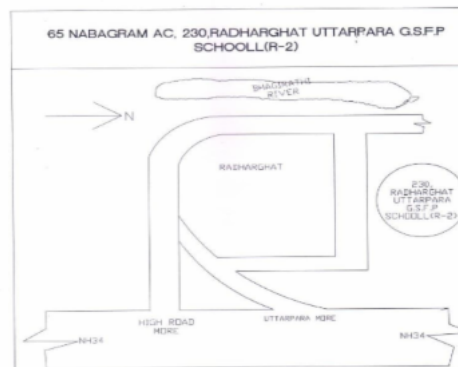 65 NABAGRAM AC, 230,RADHARGHAT UTTARPARA G.S.F.P
SCHOOLL(R-2)
BHAGIRATHI
RIVER
N
RADHARGHAT
230,
RADHARGHAT
UTTARPARA
G.S.F.P
SCHOOLL(R-2)
HIGH ROAD
MORE
UTTARPARA MORE
NH34
NH34